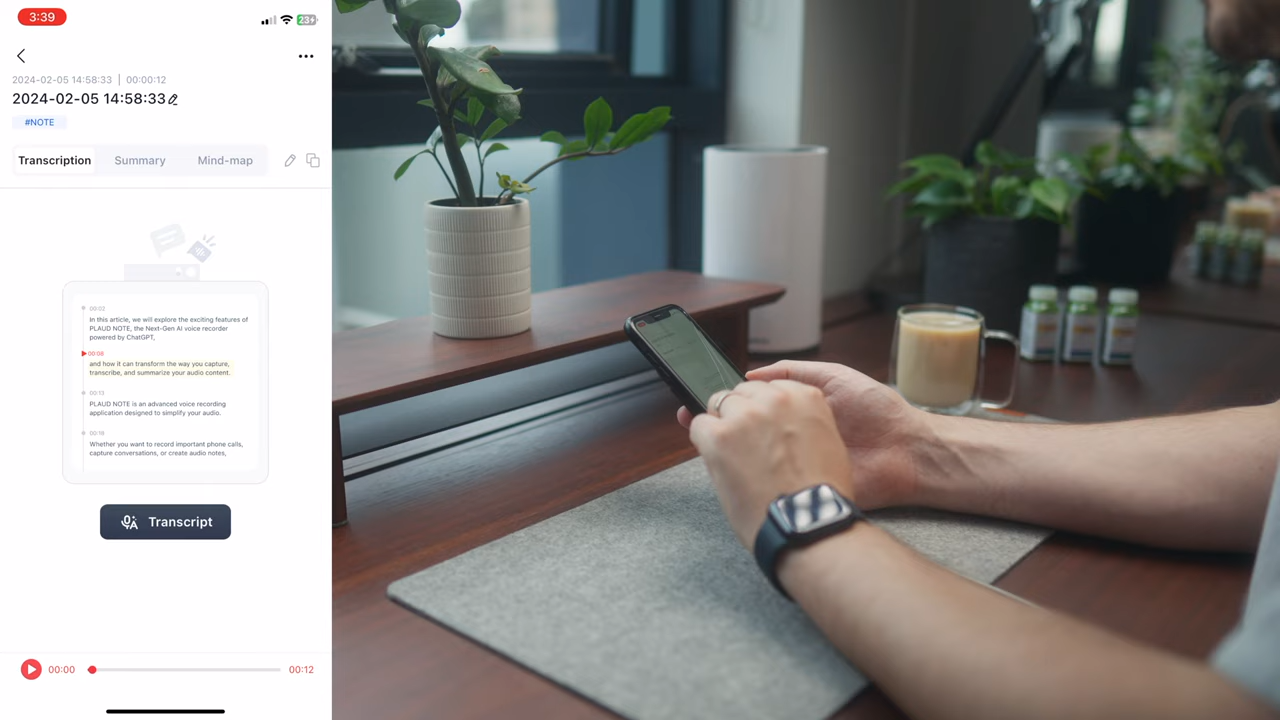 3:39
23
2024-02-05 14:58:33 | 00:00:12
2024-02-05 14:58:33
#NOTE
Transcription Summary Mind-map
00:02
In this article, we will explore the exciting features of
PLAUD NOTE, the Next-Gen AI voice recorder
powered by ChatGPT,
00:08
and how it can transform the way you capture,
transcribe, and summarize your audio content.
00:13
PLAUD NOTE is an advanced voice recording
application designed to simplify your audio.
00:19
Whether you want to record important phone calls,
capture conversations, or create audio notes,
Transcript
00:00 00:12